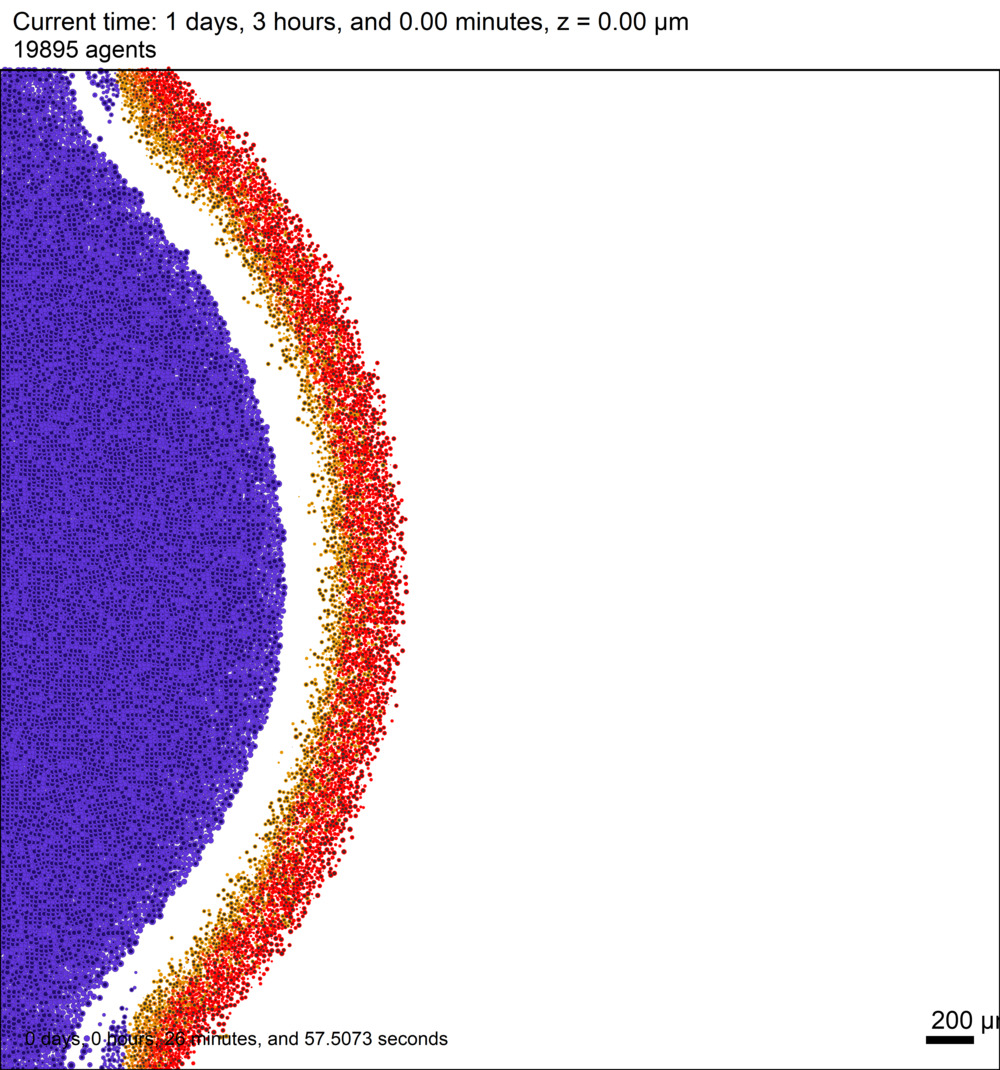 Current time: 1 days, 3 hours, and 0.00 minutes, z = 0.00 µm
19895 agents
200 µ
0 days, 0 hours, 26 minutes, and 57.5073 seconds